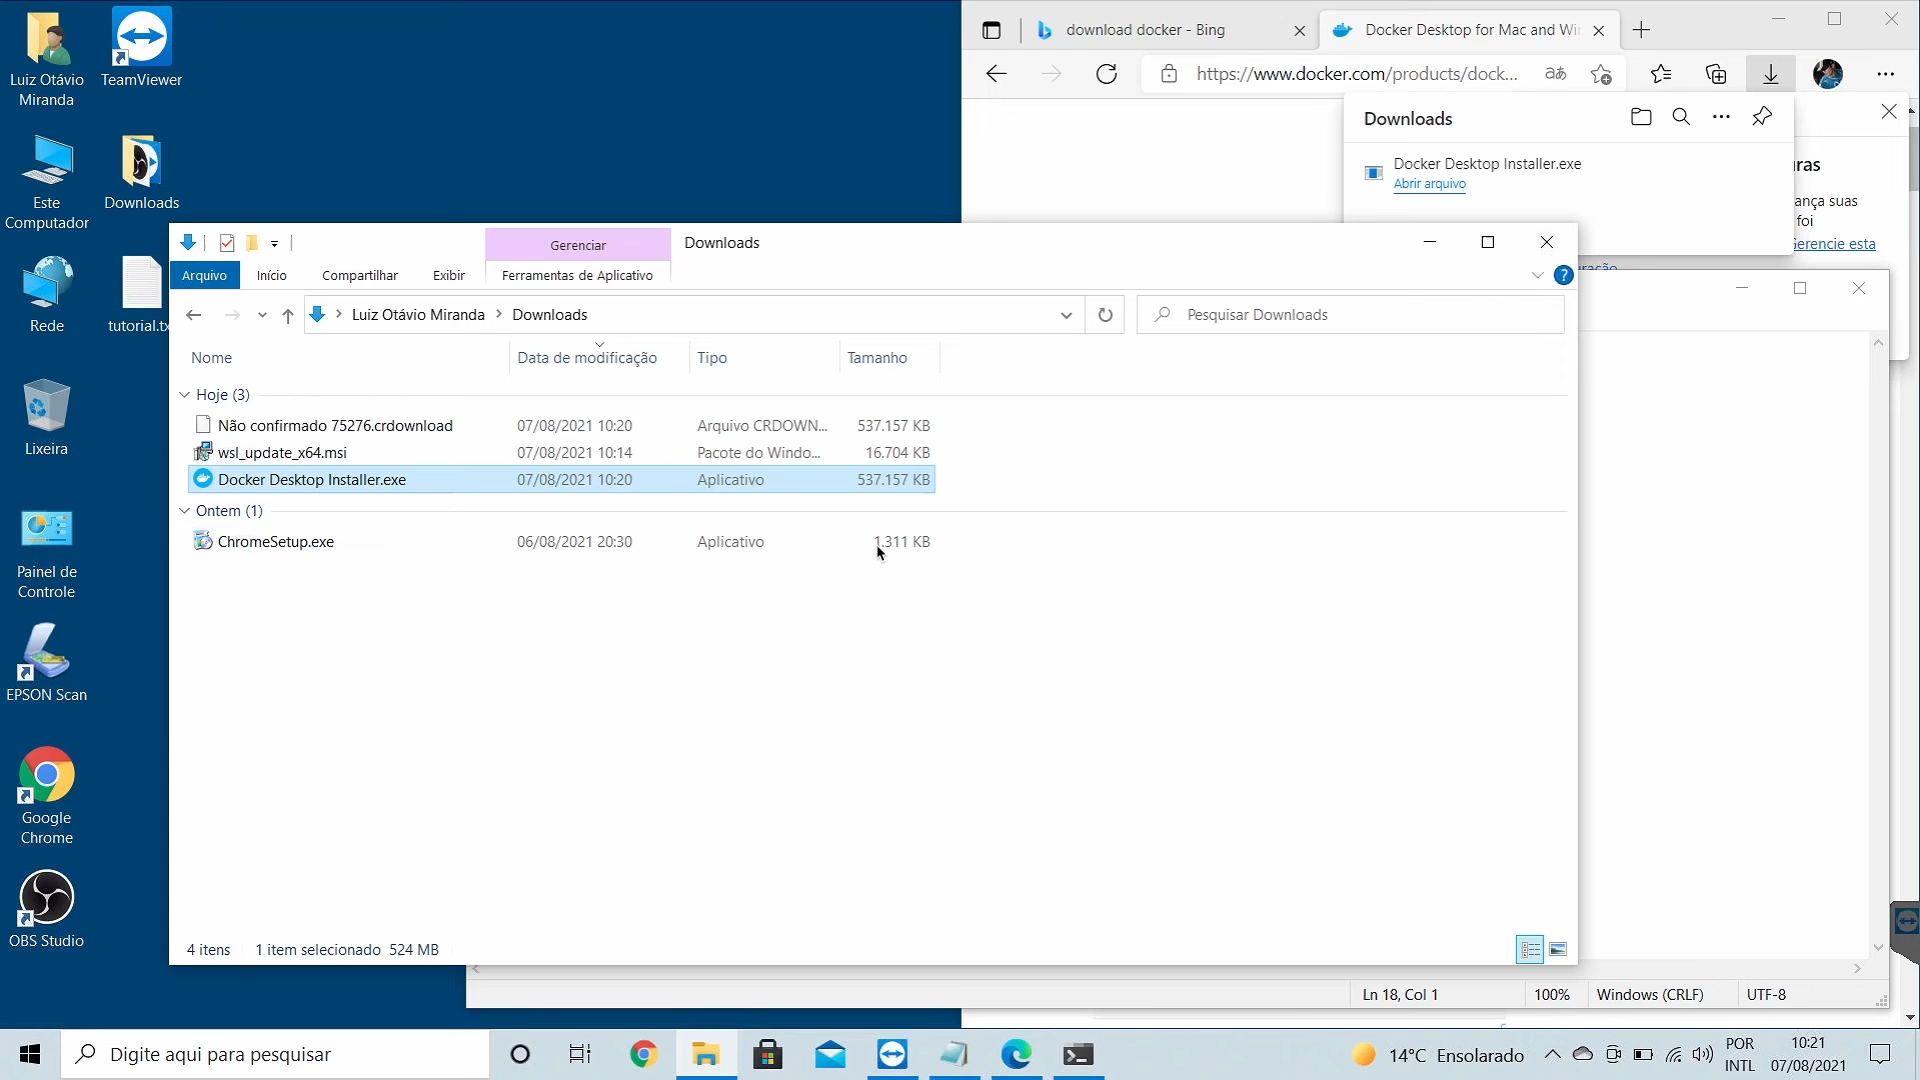 Luiz Otávio
Miranda
TeamViewer
Este
Computador
Downloads
Rede
tutorial.tx
Lixeira
Painel de
Controle
EPSON Scan
Google
Chrome
OBS Studio
download docker - Bing
Docker Desktop for Mac and Wi
https://www.docker.com/products/dock...
Downloads
Docker Desktop Installer.exe
Abrir arquivo
ança suas
foi
Gerencie esta
Gerenciar
Downloads
Arquivo
Início
Compartilhar
Exibir
Ferramentas de Aplicativo
Luiz Otávio Miranda > Downloads
Pesquisar Downloads
Nome
Data de modificação
Tipo
Tamanho
Hoje (3)
Não confirmado 75276.crdownload 07/08/2021 10:20 Arquivo CRDOWN... 537.157 KB
wsl_update_x64.msi 07/08/2021 10:14 Pacote do Windo... 16.704 KB
Docker Desktop Installer.exe 07/08/2021 10:20 Aplicativo 537.157 KB
Ontem (1)
ChromeSetup.exe 06/08/2021 20:30 Aplicativo 1.311 KB
4 itens
1 item selecionado 524 MB
Ln 18, Col 1
100%
Windows (CRLF)
UTF-8
Digite aqui para pesquisar
14°C Ensolarado
POR
INTL
10:21
07/08/2021